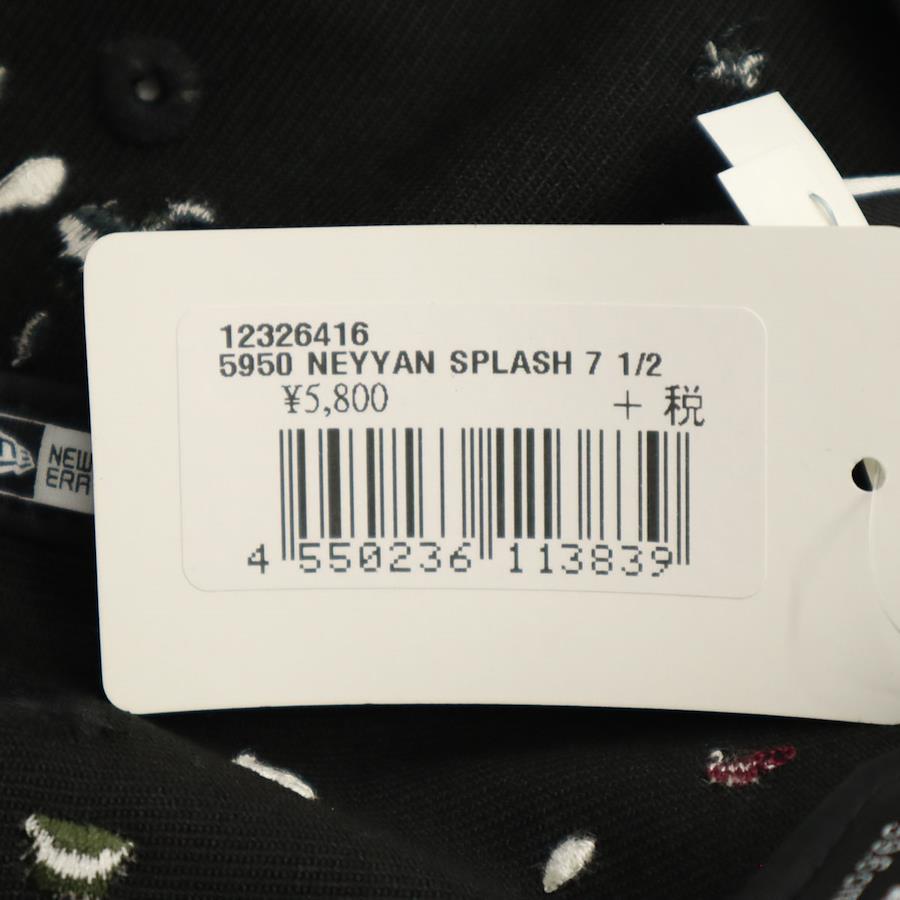 12326416
5950 NEYYAN SPLASH 7 1/2
¥5,800 + 税
4 550236 113839
NEW
ERA